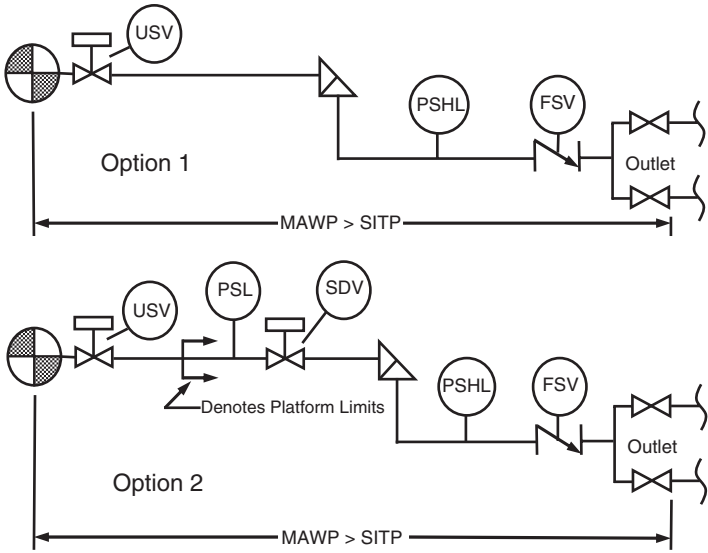 USV
PSHL
FSV
Option 1
Outlet
MAWP > SITP
USV
PSL
SDV
Denotes Platform Limits
PSHL
FSV
Option 2
Outlet
MAWP > SITP